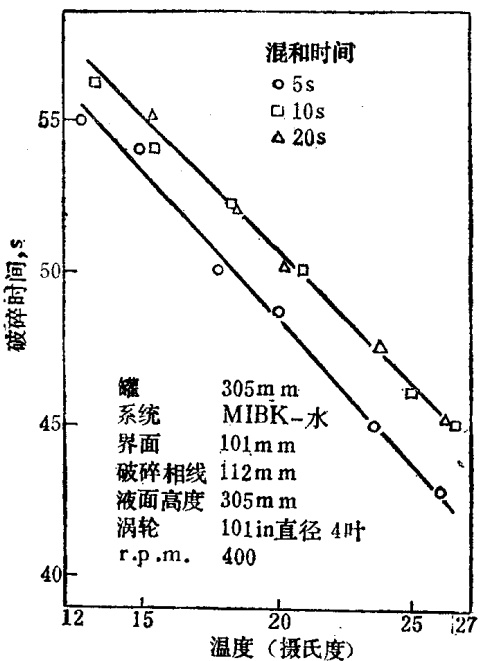 混和时间
○ 5s
□ 10s
△ 20s
55
50
45
40
破碎时间,s
罐 305mm
系统 MIBK-水
界面 101mm
破碎相线 112mm
液面高度 305mm
涡轮 101in直径 4叶
r.p.m. 400
12 15 20 25 27
温度（摄氏度）